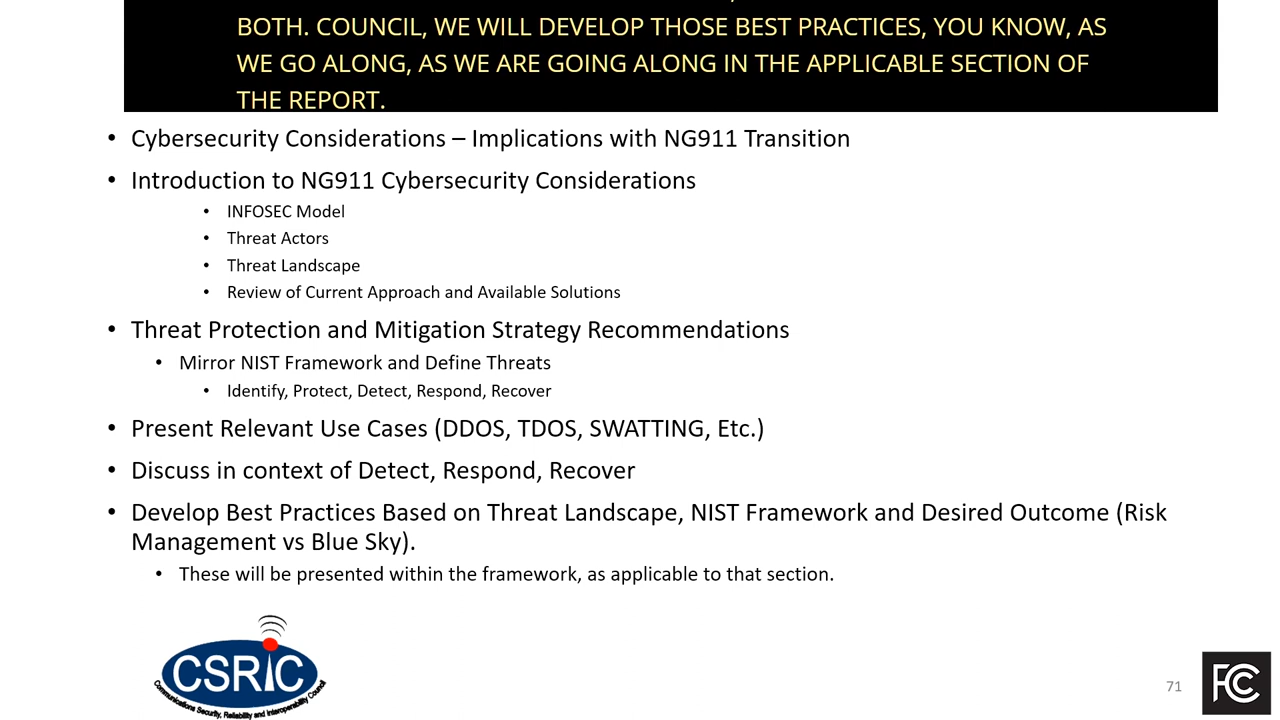 BOTH. COUNCIL, WE WILL DEVELOP THOSE BEST PRACTICES, YOU KNOW, AS
WE GO ALONG, AS WE ARE GOING ALONG IN THE APPLICABLE SECTION OF
THE REPORT.
• Cybersecurity Considerations – Implications with NG911 Transition
• Introduction to NG911 Cybersecurity Considerations
• INFOSEC Model
• Threat Actors
• Threat Landscape
• Review of Current Approach and Available Solutions
• Threat Protection and Mitigation Strategy Recommendations
• Mirror NIST Framework and Define Threats
• Identify, Protect, Detect, Respond, Recover
• Present Relevant Use Cases (DDOS, TDOS, SWATTING, Etc.)
• Discuss in context of Detect, Respond, Recover
• Develop Best Practices Based on Threat Landscape, NIST Framework and Desired Outcome (Risk
Management vs Blue Sky).
• These will be presented within the framework, as applicable to that section.
CSRIC
Communications Security, Reliability and Interoperability Council
71
FCC